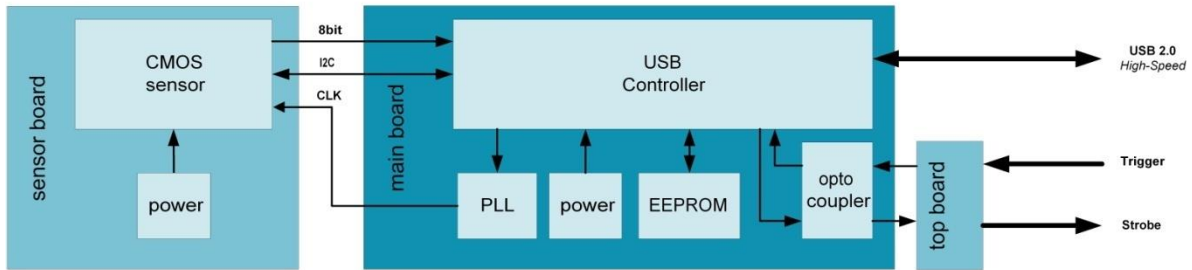 sensor board
CMOS
sensor
power
8bit
I2C
CLK
main board
USB
Controller
PLL
power
EEPROM
opto
coupler
top board
USB 2.0
High-Speed
Trigger
Strobe